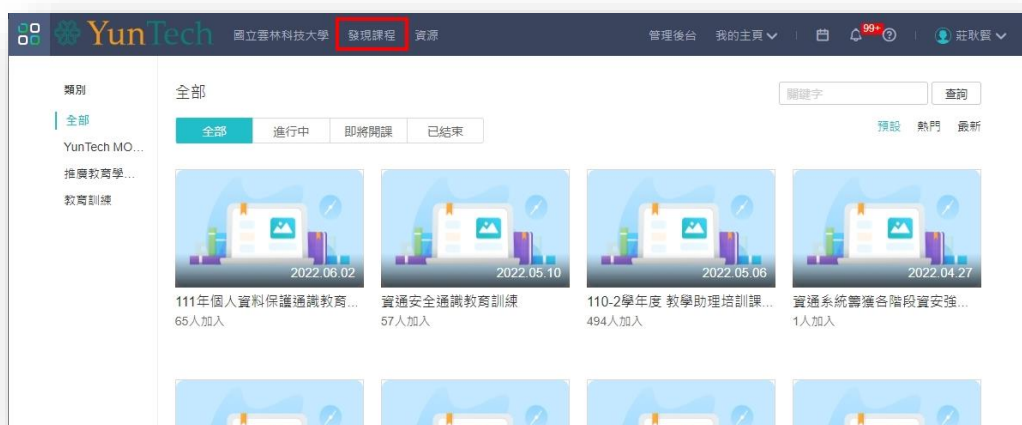 YunTech 國立雲林科技大學 發現課程 資源 管理後台 我的主頁 99+ 莊耿賢
類別
全部
YunTech MO...
推廣教育學...
教育訓練
全部
關鍵字 查詢
全部 進行中 即將開課 已結束
預設 熱門 最新
2022.06.02 2022.05.10 2022.05.06 2022.04.27
111年個人資料保護通識教育... 資通安全通識教育訓練 110-2學年度 教學助理培訓課... 資通系統籌獲各階段資安強...
65人加入 57人加入 494人加入 1人加入